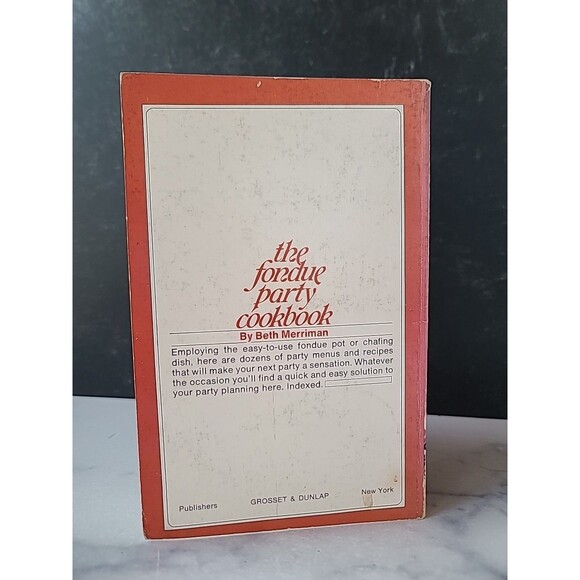 the
fondue
party
cookbook
By Beth Merriman
Employing the easy-to-use fondue pot or chafing
dish, here are dozens of party menus and recipes
that will make your next party a sensation. Whatever
the occasion you'll find a quick and easy solution to
your party planning here. Indexed.
Publishers GROSSET & DUNLAP New York